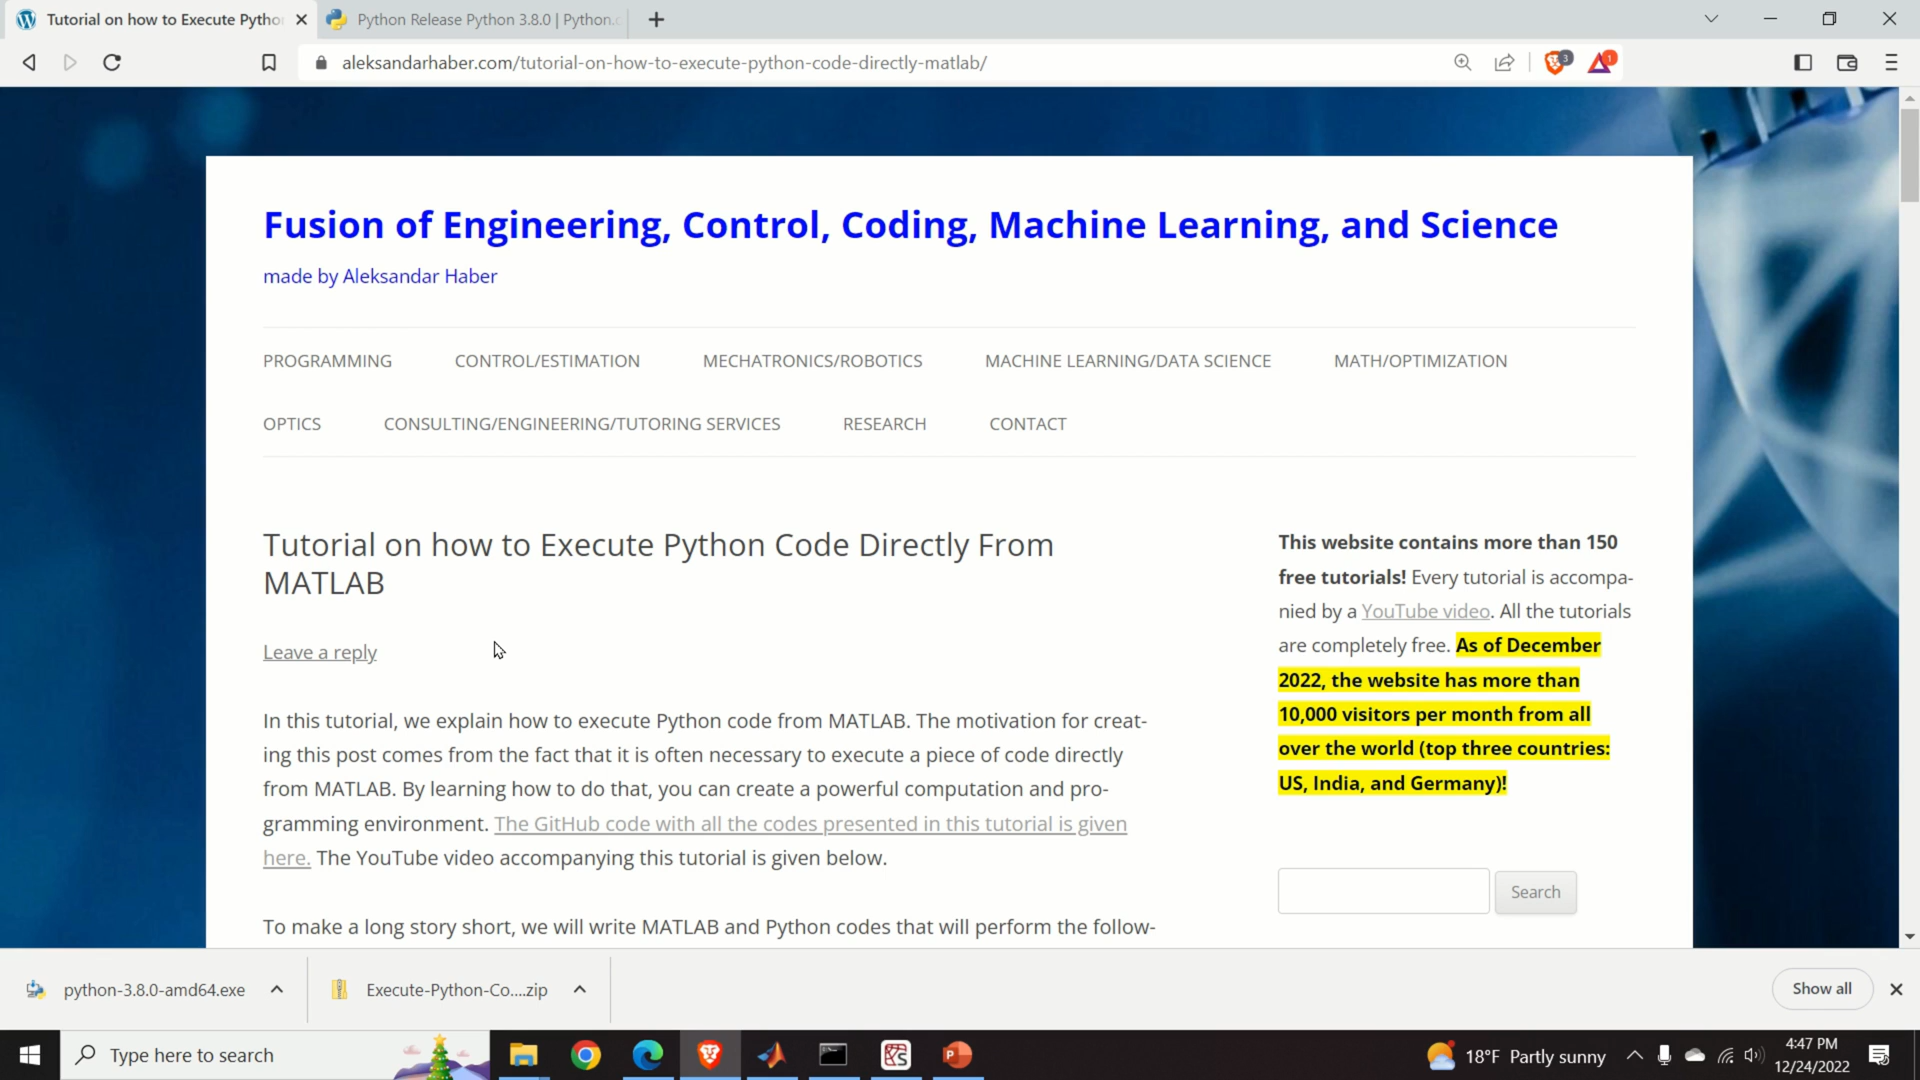 Tutorial on how to Execute Pytho
Python Release Python 3.8.0 | Python.
aleksandarhaber.com/tutorial-on-how-to-execute-python-code-directly-matlab/
3
1
Fusion of Engineering, Control, Coding, Machine Learning, and Science
made by Aleksandar Haber
PROGRAMMING CONTROL/ESTIMATION MECHATRONICS/ROBOTICS MACHINE LEARNING/DATA SCIENCE MATH/OPTIMIZATION
OPTICS CONSULTING/ENGINEERING/TUTORING SERVICES RESEARCH CONTACT
Tutorial on how to Execute Python Code Directly From
MATLAB
Leave a reply
In this tutorial, we explain how to execute Python code from MATLAB. The motivation for creat-
ing this post comes from the fact that it is often necessary to execute a piece of code directly
from MATLAB. By learning how to do that, you can create a powerful computation and pro-
gramming environment. The GitHub code with all the codes presented in this tutorial is given
here. The YouTube video accompanying this tutorial is given below.
To make a long story short, we will write MATLAB and Python codes that will perform the follow-
This website contains more than 150
free tutorials! Every tutorial is accompa-
nied by a YouTube video. All the tutorials
are completely free. As of December
2022, the website has more than
10,000 visitors per month from all
over the world (top three countries:
US, India, and Germany)!
Search
python-3.8.0-amd64.exe
Execute-Python-Co....zip
Show all
Type here to search
18°F Partly sunny
4:47 PM
12/24/2022